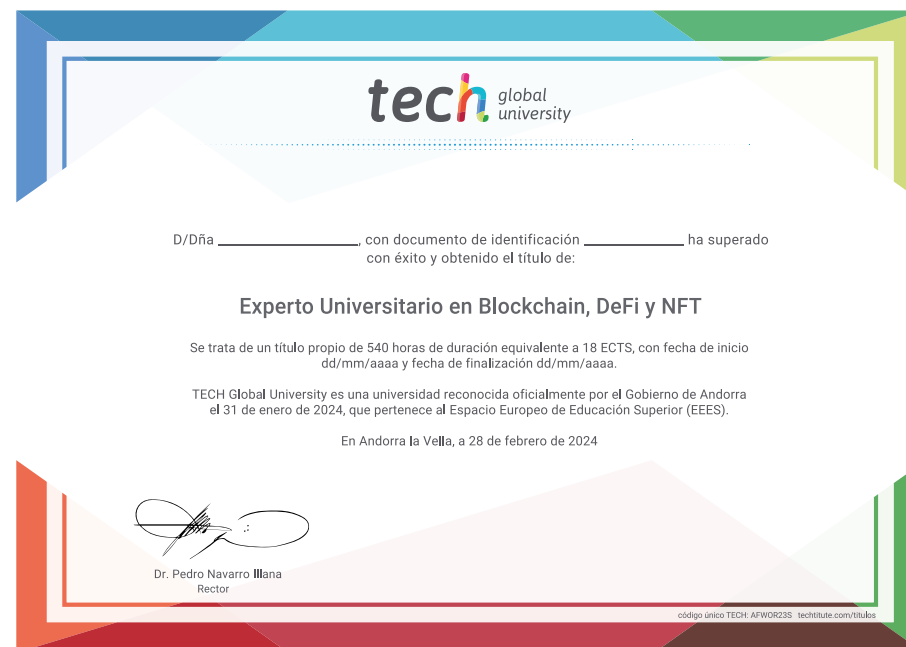 tech global
university
D/Dña ____________________, con documento de identificación ______________ ha superado
con éxito y obtenido el título de:
Experto Universitario en Blockchain, DeFi y NFT
Se trata de un título propio de 540 horas de duración equivalente a 18 ECTS, con fecha de inicio
dd/mm/aaaa y fecha de finalización dd/mm/aaaa.
TECH Global University es una universidad reconocida oficialmente por el Gobierno de Andorra
el 31 de enero de 2024, que pertenece al Espacio Europeo de Educación Superior (EEES).
En Andorra la Vella, a 28 de febrero de 2024
Dr. Pedro Navarro Illana
Rector
código único TECH: AFWOR23S techtitute.com/titulos